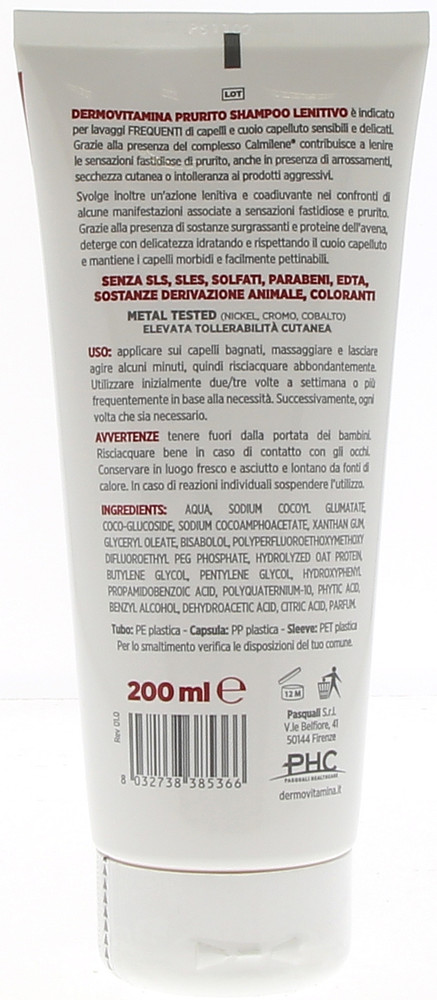 LOT
DERMOVITAMINA PRURITO SHAMPOO LENITIVO è indicato
per lavaggi FREQUENTI di capelli e cuoio capelluto sensibili e delicati.
Grazie alla presenza del complesso Calmilene® contribuisce a lenire
le sensazioni fastidiose di prurito, anche in presenza di arrossamenti,
secchezza cutanea o intolleranza ai prodotti aggressivi.
Svolge inoltre un'azione lenitiva e coadiuvante nei confronti di
alcune manifestazioni associate a sensazioni fastidiose e prurito.
Grazie alla presenza di sostanze surgrassanti e proteine dell'avena,
deterge con delicatezza idratando e rispettando il cuoio capelluto
e mantiene i capelli morbidi e facilmente pettinabili.
SENZA SLS, SLES, SOLFATI, PARABENI, EDTA,
SOSTANZE DERIVAZIONE ANIMALE, COLORANTI
METAL TESTED (NICKEL, CROMO, COBALTO)
ELEVATA TOLLERABILITÀ CUTANEA
USO: applicare sui capelli bagnati, massaggiare e lasciare
agire alcuni minuti, quindi risciacquare abbondantemente.
Utilizzare inizialmente due/tre volte a settimana o più
frequentemente in base alla necessità. Successivamente, ogni
volta che sia necessario.
AVVERTENZE tenere fuori dalla portata dei bambini.
Risciacquare bene in caso di contatto con gli occhi.
Conservare in luogo fresco e asciutto e lontano da fonti di
calore. In caso di reazioni individuali sospendere l'utilizzo.
INGREDIENTS: AQUA, SODIUM COCOYL GLUMATATE,
COCO-GLUCOSIDE, SODIUM COCOAMPHOACETATE, XANTHAN GUM,
GLYCERYL OLEATE, BISABOLOL, POLYPERFLUOROETHOXYMETHOXY
DIFLUOROETHYL PEG PHOSPHATE, HYDROLYZED OAT PROTEIN,
BUTYLENE GLYCOL, PENTYLENE GLYCOL, HYDROXYPHENYL
PROPAMIDOBENZOIC ACID, POLYQUATERNIUM-10, PHYTIC ACID,
BENZYL ALCOHOL, DEHYDROACETIC ACID, CITRIC ACID, PARFUM.
Tubo: PE plastica - Capsula: PP plastica - Sleeve: PET plastica
Per lo smaltimento verifica le disposizioni del tuo comune.
200 ml e
12 M
Rev 01.0
8 032738 385366
Pasquali S.r.l.
V.le Belfiore, 41
50144 Firenze
PHC
PASQUALI HEALTHCARE
dermovitamina.it